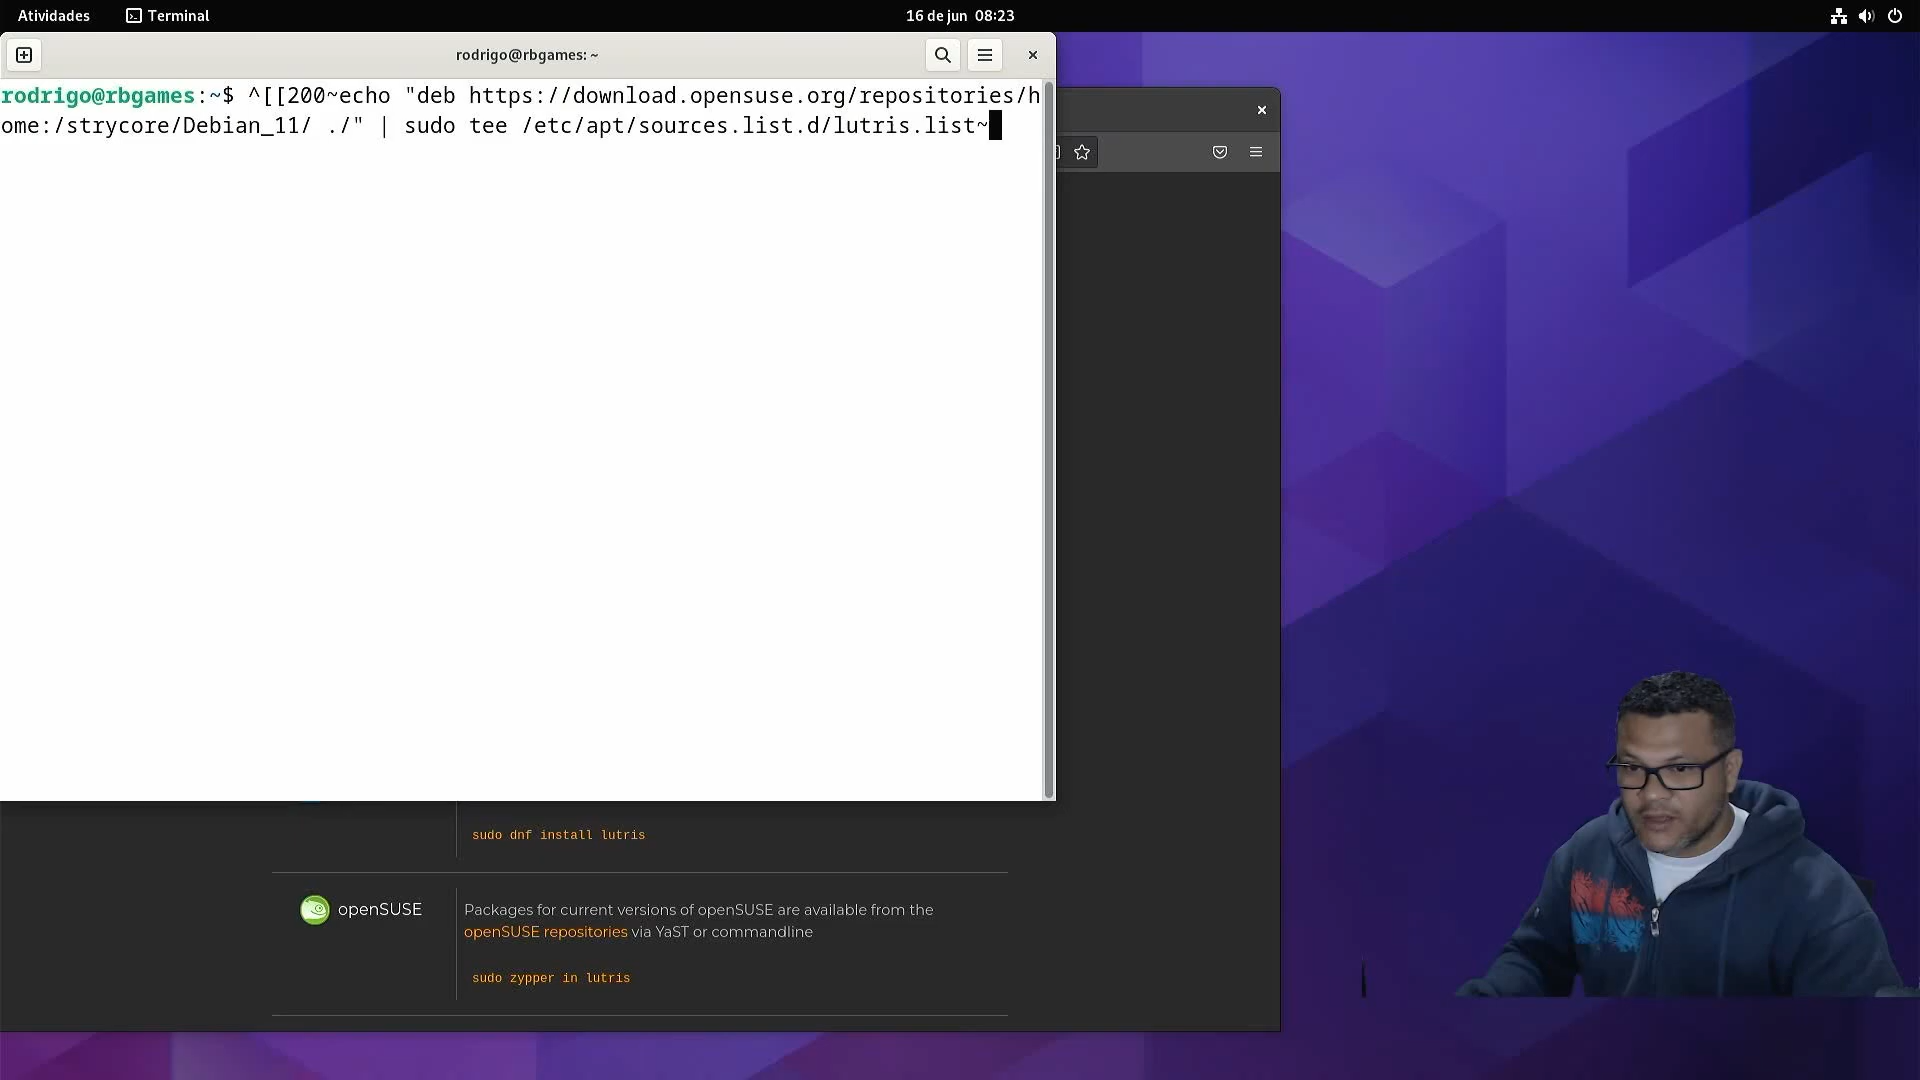 Atividades
Terminal
16 de jun 08:23
rodrigo@rbgames: ~
rodrigo@rbgames:~$ ^[[200~echo "deb https://download.opensuse.org/repositories/h
ome:/strycore/Debian_11/ ./" | sudo tee /etc/apt/sources.list.d/lutris.list~
sudo dnf install lutris
openSUSE
Packages for current versions of openSUSE are available from the
openSUSE repositories via YaST or commandline
sudo zypper in lutris